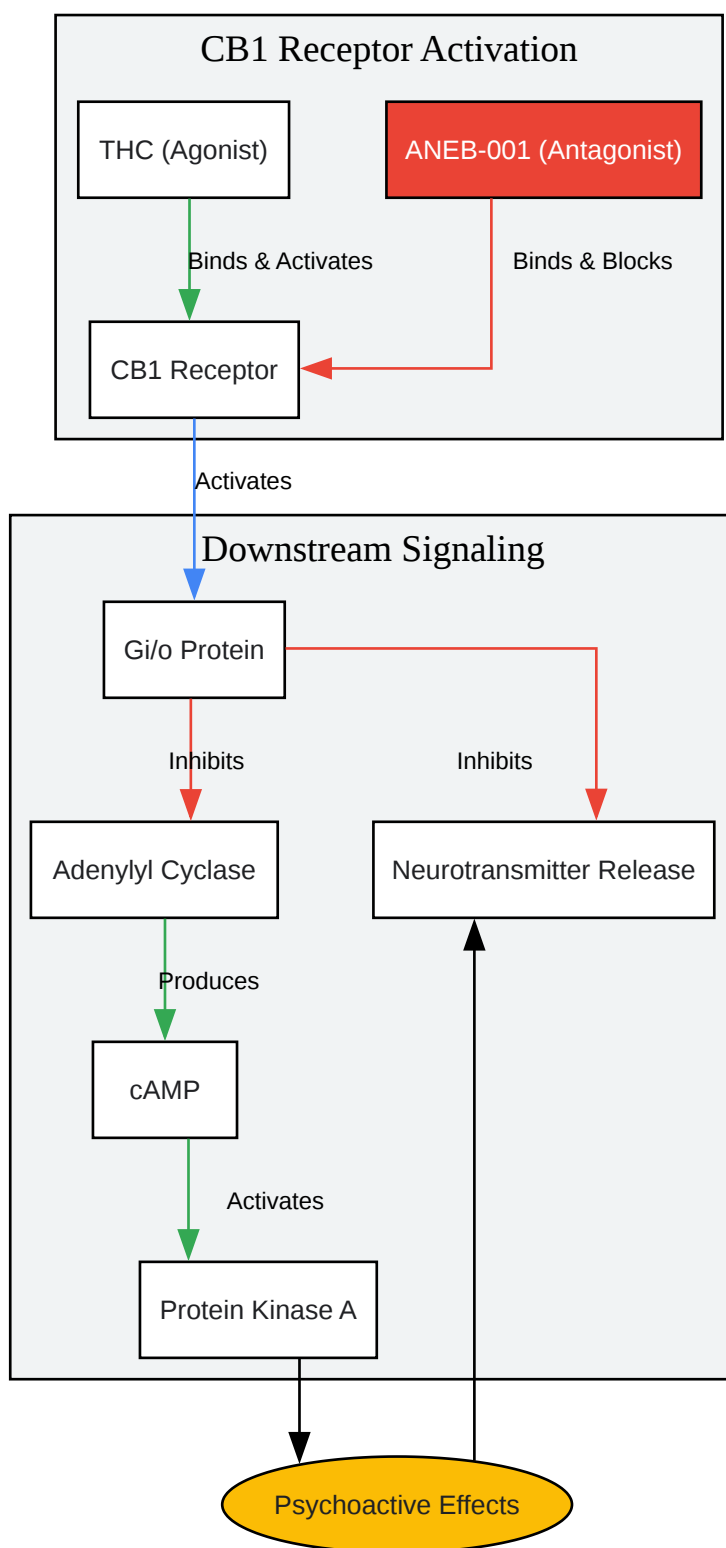 CB1 Receptor Activation
THC (Agonist)
ANEB-001 (Antagonist)
Binds & Activates
Binds & Blocks
CB1 Receptor
Activates
Downstream Signaling
Gi/o Protein
Inhibits
Inhibits
Adenylyl Cyclase
Neurotransmitter Release
Produces
cAMP
Activates
Protein Kinase A
Psychoactive Effects